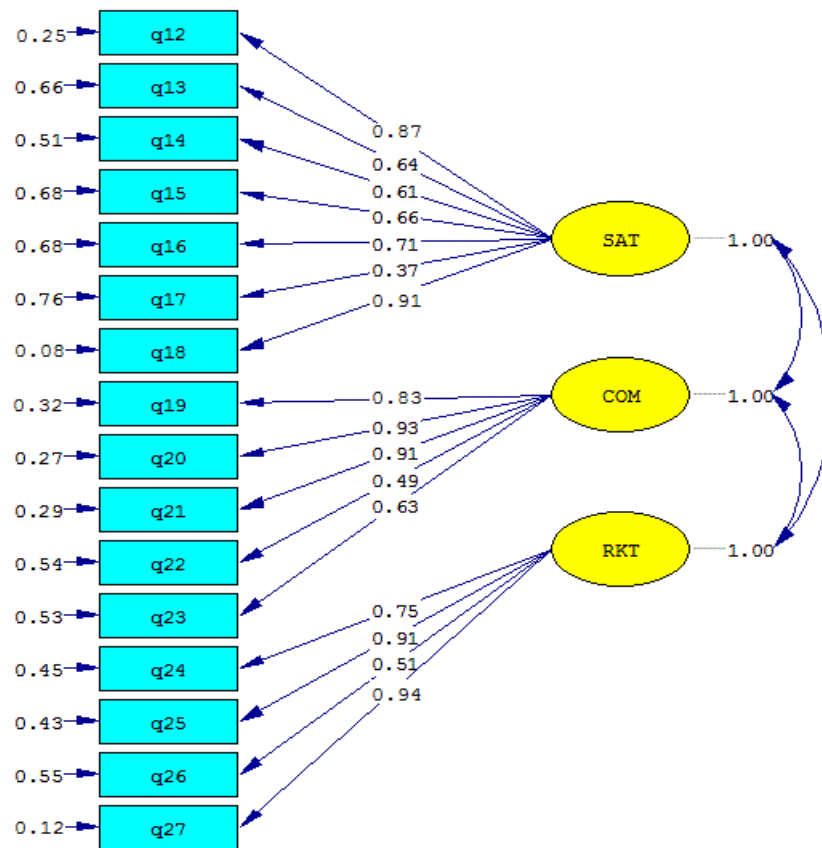 0.25 q12
0.66 q13
0.51 q14
0.68 q15
0.68 q16
0.76 q17
0.08 q18
0.32 q19
0.27 q20
0.29 q21
0.54 q22
0.53 q23
0.45 q24
0.43 q25
0.55 q26
0.12 q27
0.87
0.64
0.61
0.66
0.71
0.37
0.91
0.83
0.93
0.91
0.49
0.63
0.75
0.91
0.51
0.94
SAT 1.00
COM 1.00
RKT 1.00